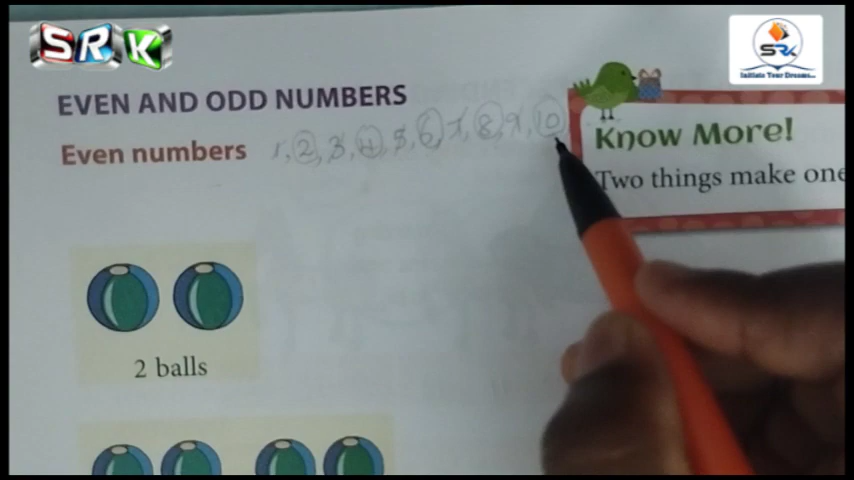 SRK
SRK
Initiate Your Dreams...
EVEN AND ODD NUMBERS
Even numbers 1, 2, 3, 4, 5, 6, 7, 8, 9, 10,
Know More!
Two things make one
2 balls